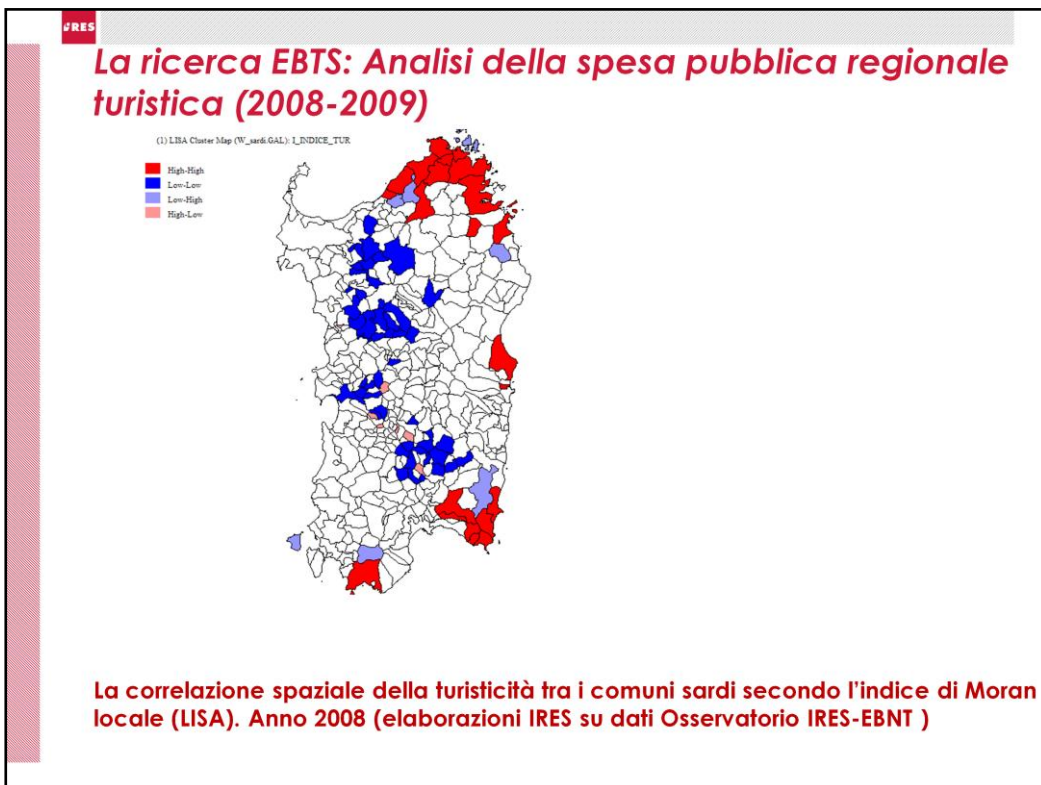 IRES
La ricerca EBTS: Analisi della spesa pubblica regionale
turistica (2008-2009)
(1) LISA Cluster Map (W_sardi.GAL): I_INDICE_TUR
High-High
Low-Low
Low-High
High-Low
La correlazione spaziale della turisticità tra i comuni sardi secondo l’indice di Moran
locale (LISA). Anno 2008 (elaborazioni IRES su dati Osservatorio IRES-EBNT )